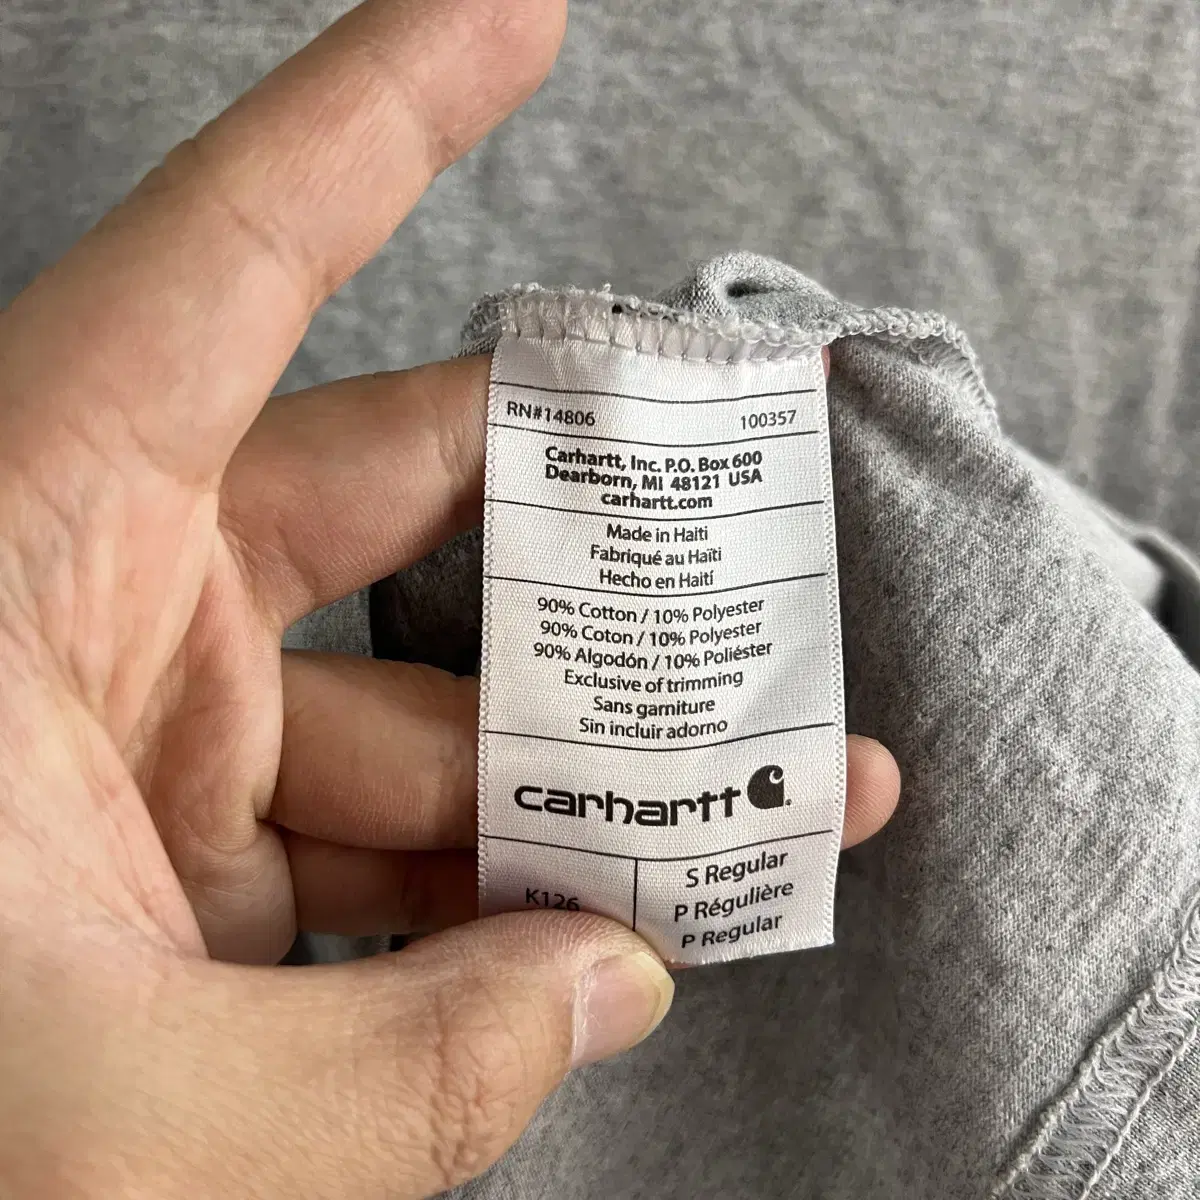 RN#14806 100357
Carhartt, Inc. P.O. Box 600
Dearborn, MI 48121 USA
carhartt.com
Made in Haiti
Fabriqué au Haïti
Hecho en Haití
90% Cotton / 10% Polyester
90% Coton / 10% Polyester
90% Algodón / 10% Poliéster
Exclusive of trimming
Sans garniture
Sin incluir adorno
carhartt
K126
S Regular
P Régulière
P Regular